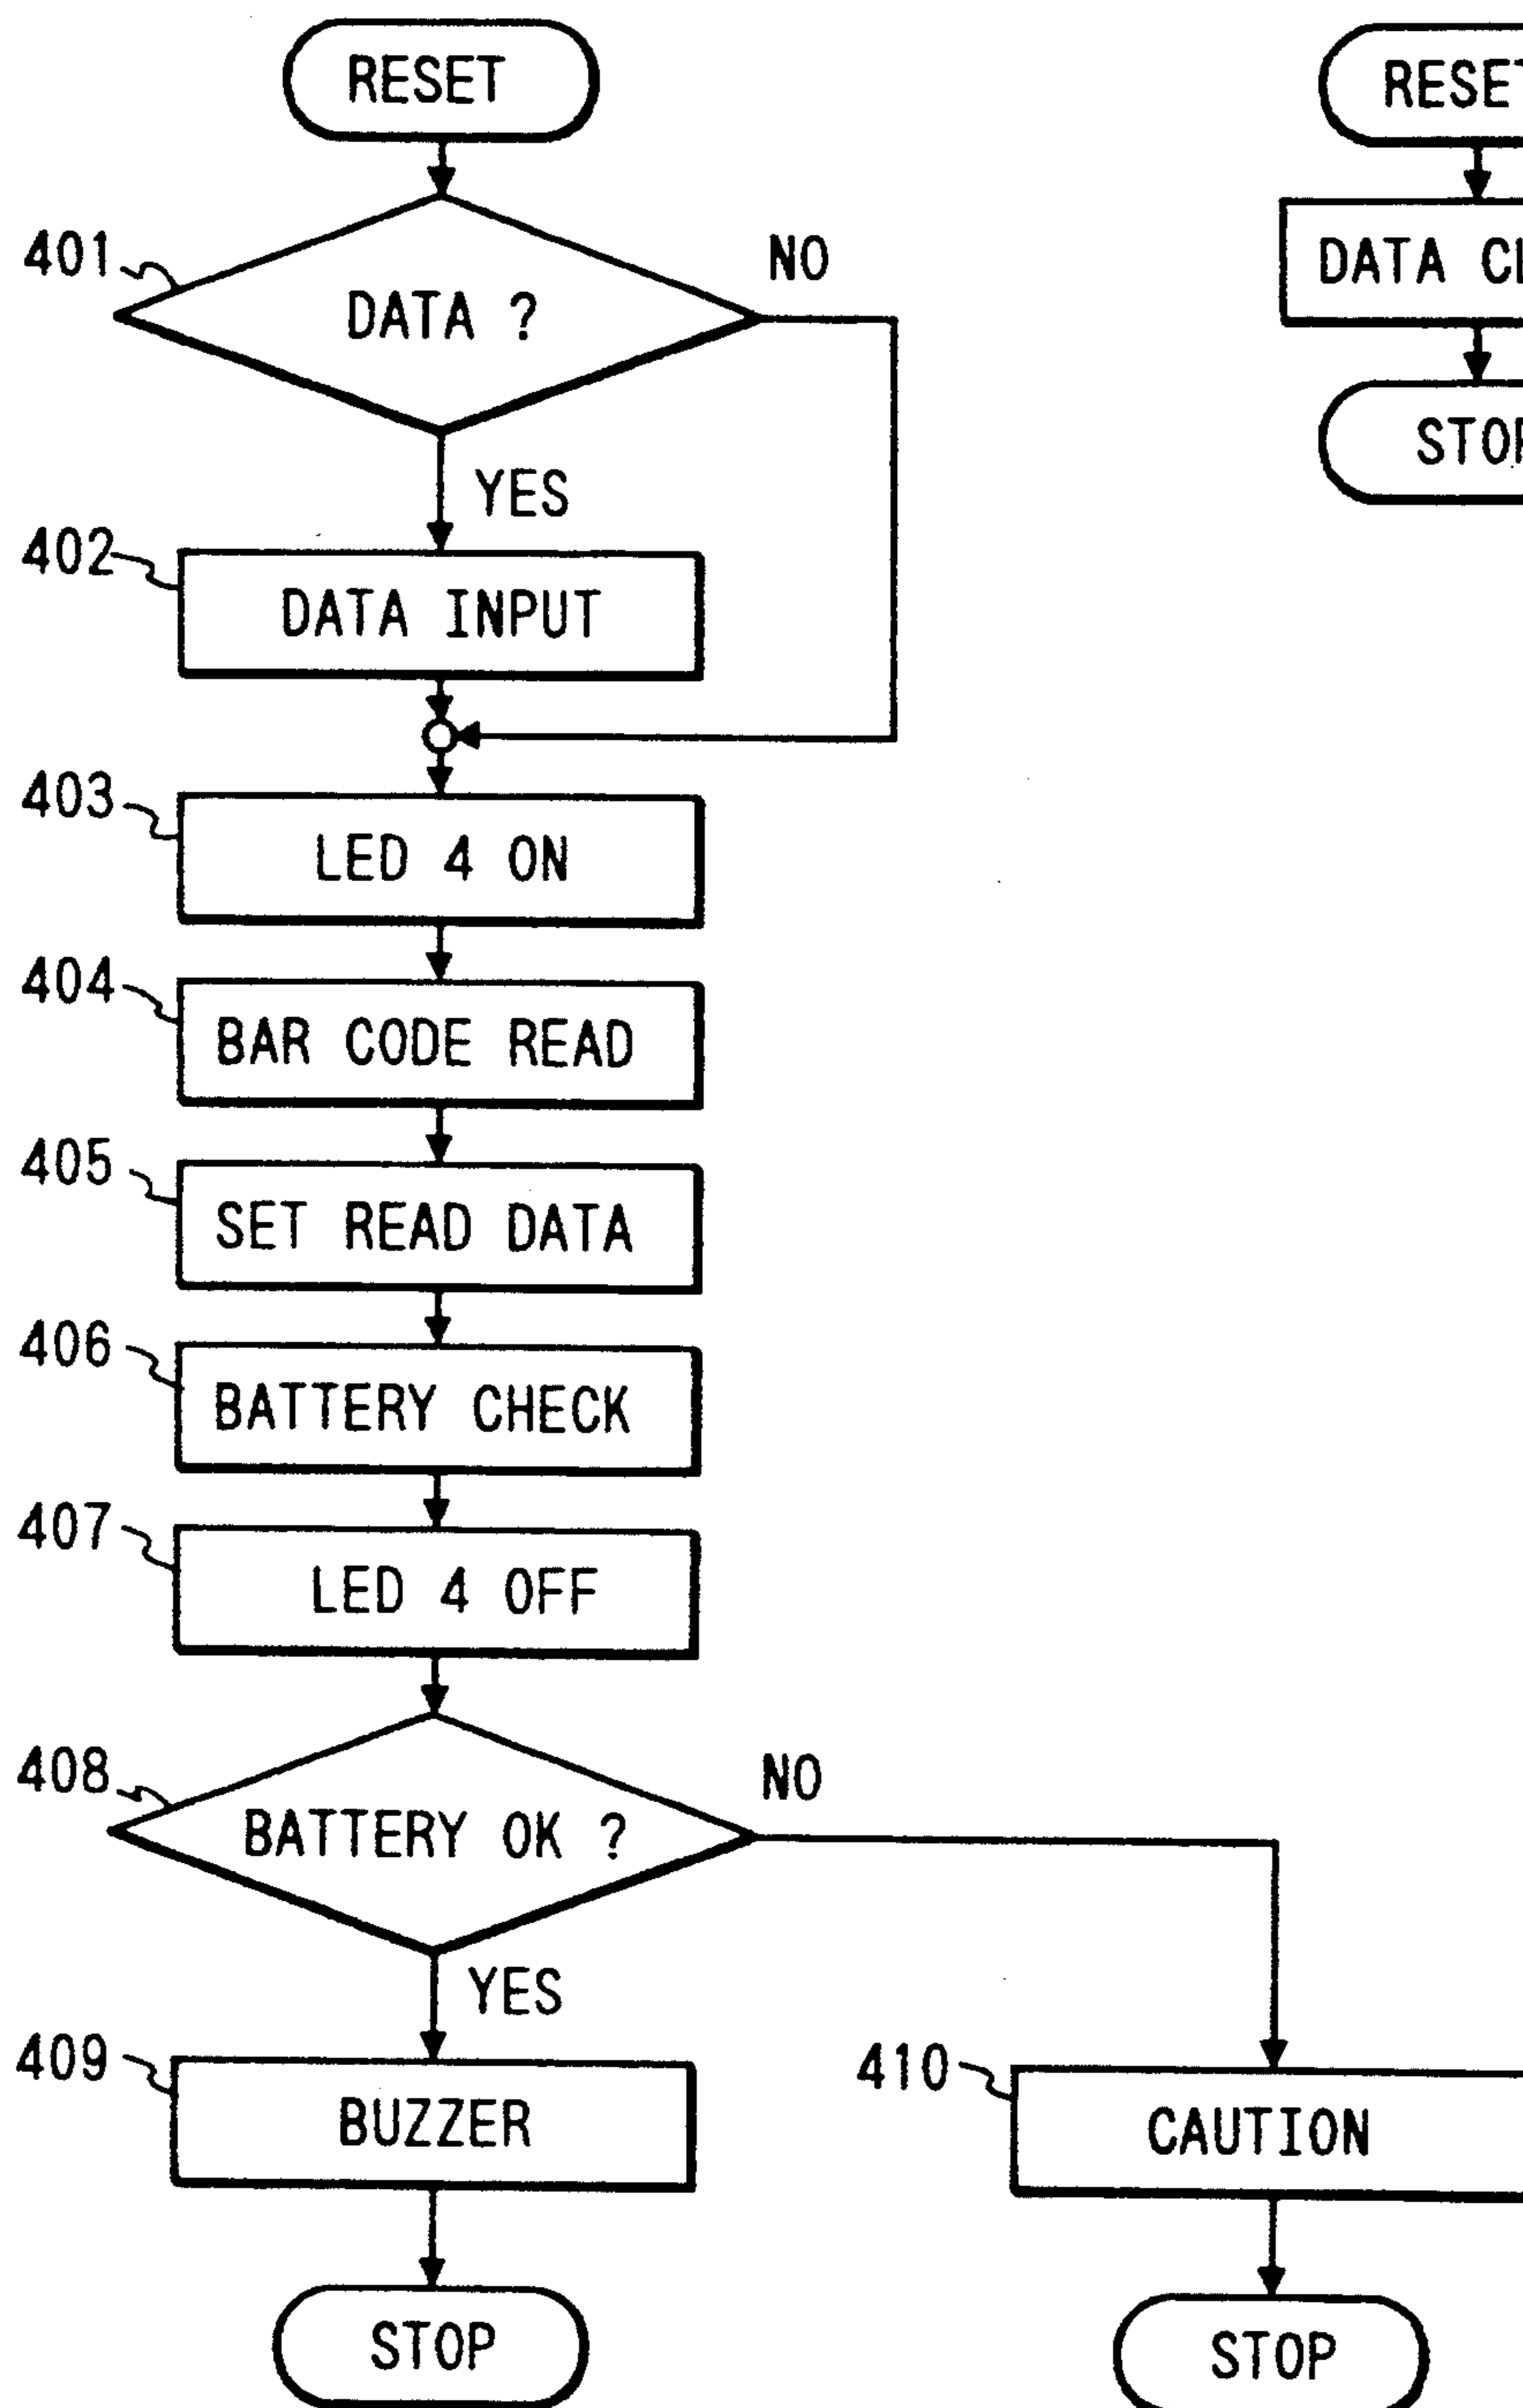 RESET
401
DATA ?
NO
YES
402
DATA INPUT
403
LED 4 ON
404
BAR CODE READ
405
SET READ DATA
406
BATTERY CHECK
407
LED 4 OFF
408
BATTERY OK ?
NO
YES
409
BUZZER
STOP
410
CAUTION
STOP
DATA